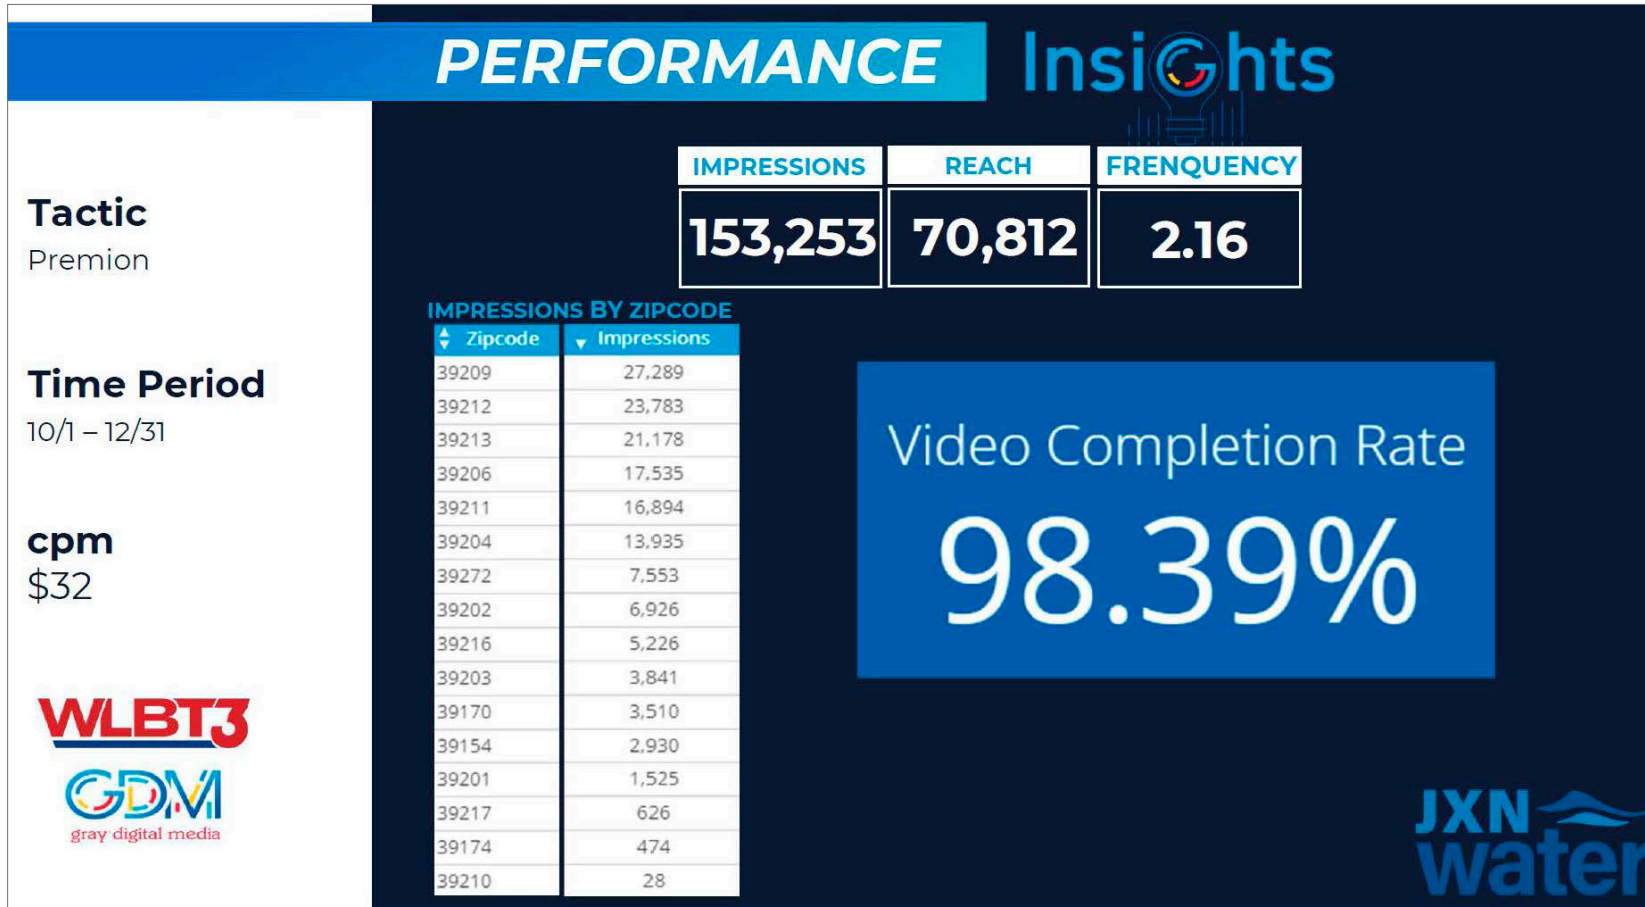 PERFORMANCE
InsiGhts
Tactic
Premion
Time Period
10/1 – 12/31
cpm
$32
WLBT3
GDM
gray digital media
IMPRESSIONS REACH FRENQUENCY
153,253 70,812 2.16
IMPRESSIONS BY ZIPCODE
Zipcode Impressions
39209 27,289
39212 23,783
39213 21,178
39206 17,535
39211 16,894
39204 13,935
39272 7,553
39202 6,926
39216 5,226
39203 3,841
39170 3,510
39154 2,930
39201 1,525
39217 626
39174 474
39210 28
Video Completion Rate
98.39%
JXN
water